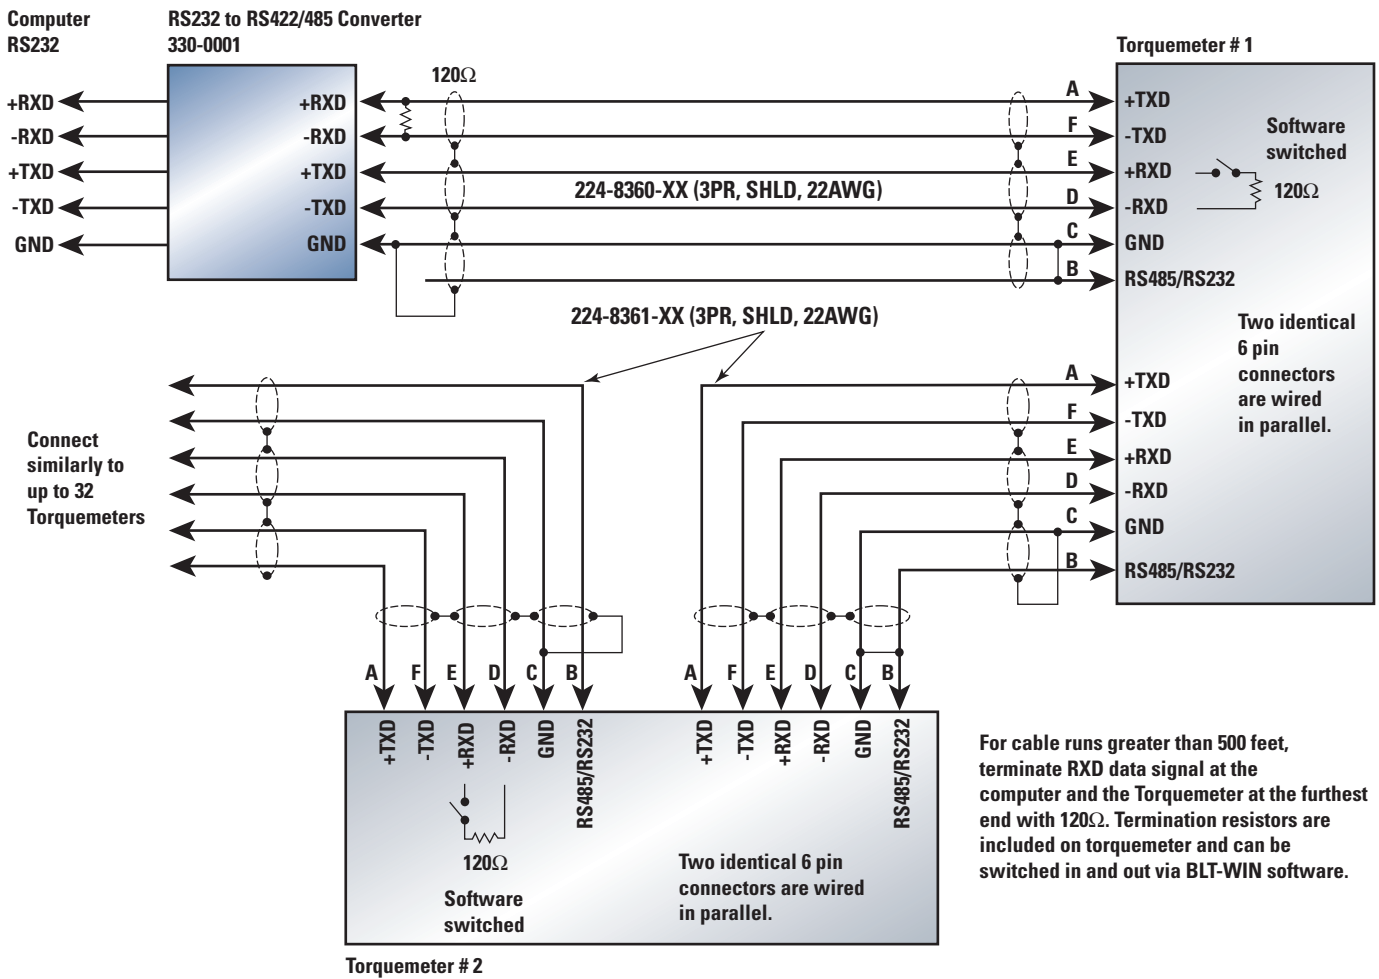 Computer
RS232
RS232 to RS422/485 Converter
330-0001
+RXD
-RXD
+TXD
-TXD
GND
+RXD
-RXD
+TXD
-TXD
GND
120Ω
224-8360-XX (3PR, SHLD, 22AWG)
A
F
E
D
C
B
Torquemeter # 1
+TXD
-TXD
+RXD
-RXD
GND
RS485/RS232
Software
switched
120Ω
Two identical
6 pin
connectors
are wired
in parallel.
224-8361-XX (3PR, SHLD, 22AWG)
A
F
E
D
C
B
+TXD
-TXD
+RXD
-RXD
GND
RS485/RS232
Connect
similarly to
up to 32
Torquemeters
A
F
E
D
C
B
A
F
E
D
C
B
+TXD
-TXD
+RXD
-RXD
GND
RS485/RS232
+TXD
-TXD
+RXD
-RXD
GND
RS485/RS232
120Ω
Software
switched
Two identical 6 pin
connectors are wired
in parallel.
Torquemeter # 2
For cable runs greater than 500 feet,
terminate RXD data signal at the
computer and the Torquemeter at the furthest
end with 120Ω. Termination resistors are
included on torquemeter and can be
switched in and out via BLT-WIN software.